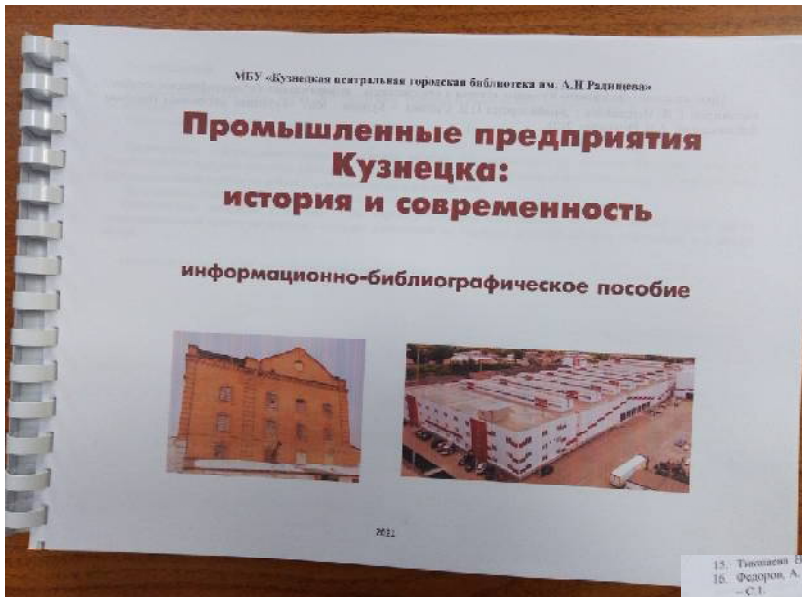 МБУ «Кузнецкая центральная городская библиотека им. А.Н Радищева»
Промышленные предприятия
Кузнецка:
история и современность
информационно-библиографическое пособие
2021
15.
16. Федоров, А.
– С.1.